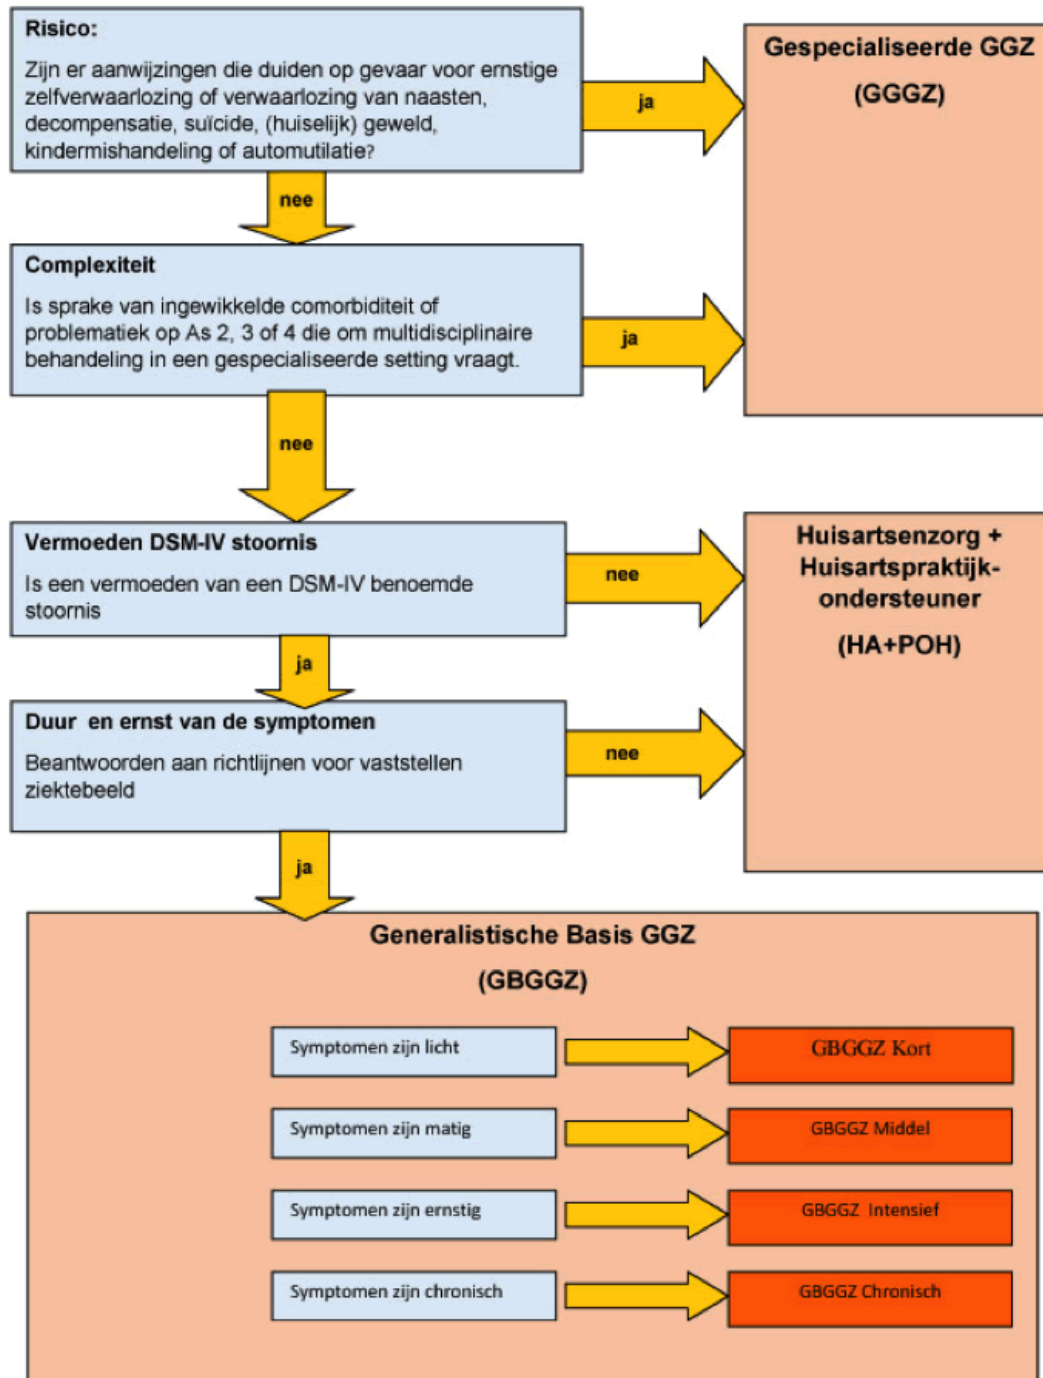 Risico:
Zijn er aanwijzingen die duiden op gevaar voor ernstige
zelfverwaarlozing of verwaarlozing van naasten,
decompensatie, suïcide, (huiselijk) geweld,
kindermishandeling of automutilatie?
ja
Gespecialiseerde GGZ
(GGGZ)
nee
Complexiteit
Is sprake van ingewikkelde comorbiditeit of
problematiek op As 2, 3 of 4 die om multidisciplinaire
behandeling in een gespecialiseerde setting vraagt.
ja
nee
Vermoeden DSM-IV stoornis
Is een vermoeden van een DSM-IV benoemde
stoornis
nee
Huisartsenzorg +
Huisartspraktijk-
ondersteuner
(HA+POH)
ja
Duur en ernst van de symptomen
Beantwoorden aan richtlijnen voor vaststellen
ziektebeeld
nee
ja
Generalistische Basis GGZ
(GBGGZ)
Symptomen zijn licht
GBGGZ Kort
Symptomen zijn matig
GBGGZ Middel
Symptomen zijn ernstig
GBGGZ Intensief
Symptomen zijn chronisch
GBGGZ Chronisch